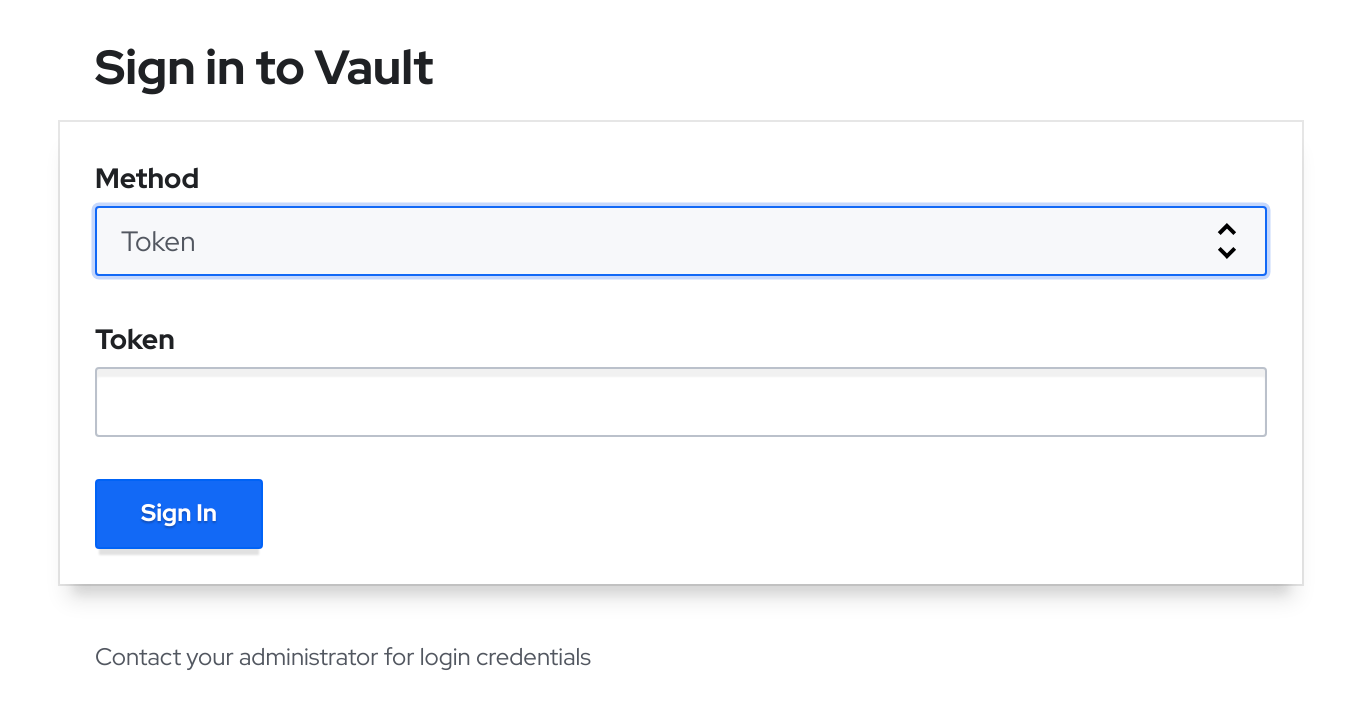 Sign in to Vault
Method
Token
Token
Sign In
Contact your administrator for login credentials